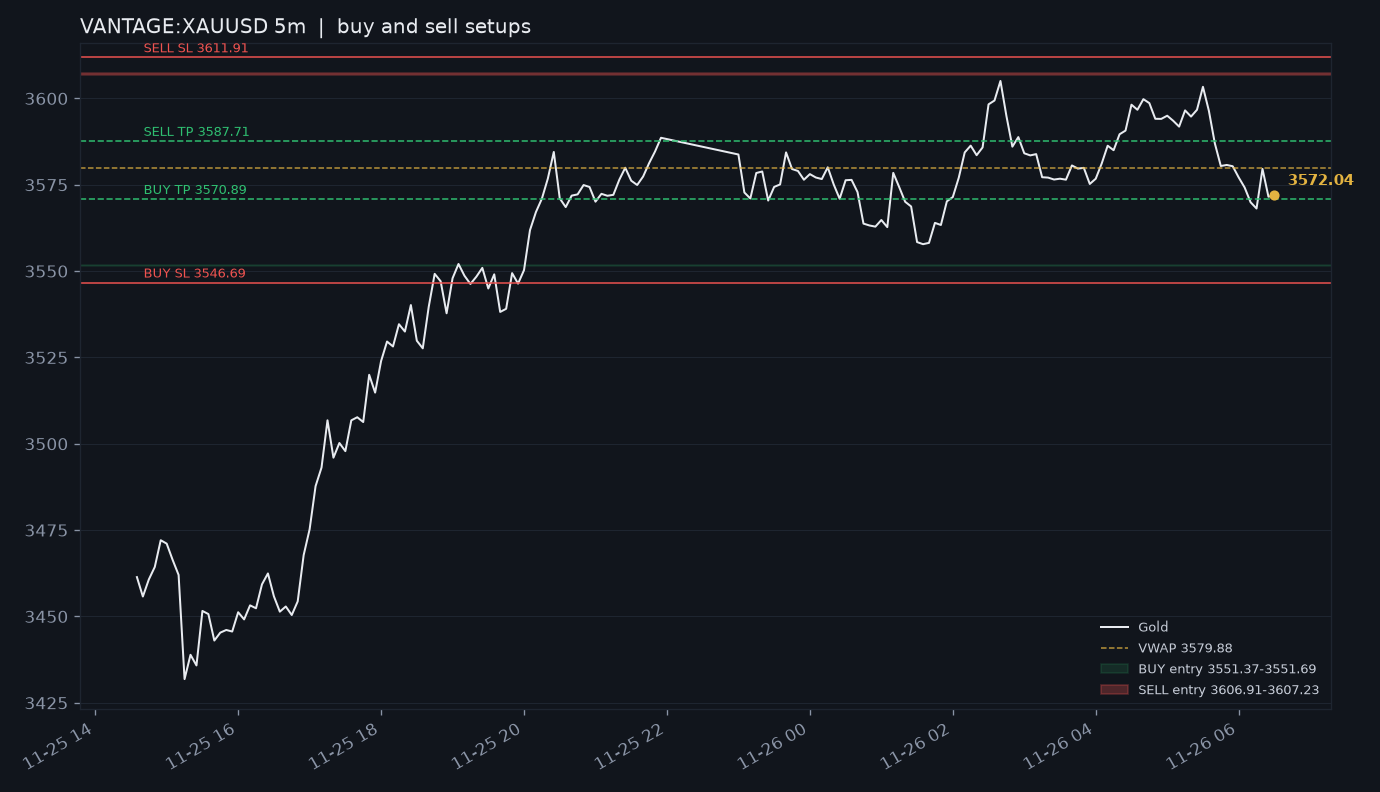 VANTAGE:XAUUSD 5m | buy and sell setups
SELL SL 3611.91
3600
SELL TP 3587.71
3575
BUY TP 3570.89
3572.04
3550
BUY SL 3546.69
3525
3500
3475
3450
3425
Gold
VWAP 3579.88
BUY entry 3551.37-3551.69
SELL entry 3606.91-3607.23
11-25 14
11-25 16
11-25 18
11-25 20
11-25 22
11-26 00
11-26 02
11-26 04
11-26 06